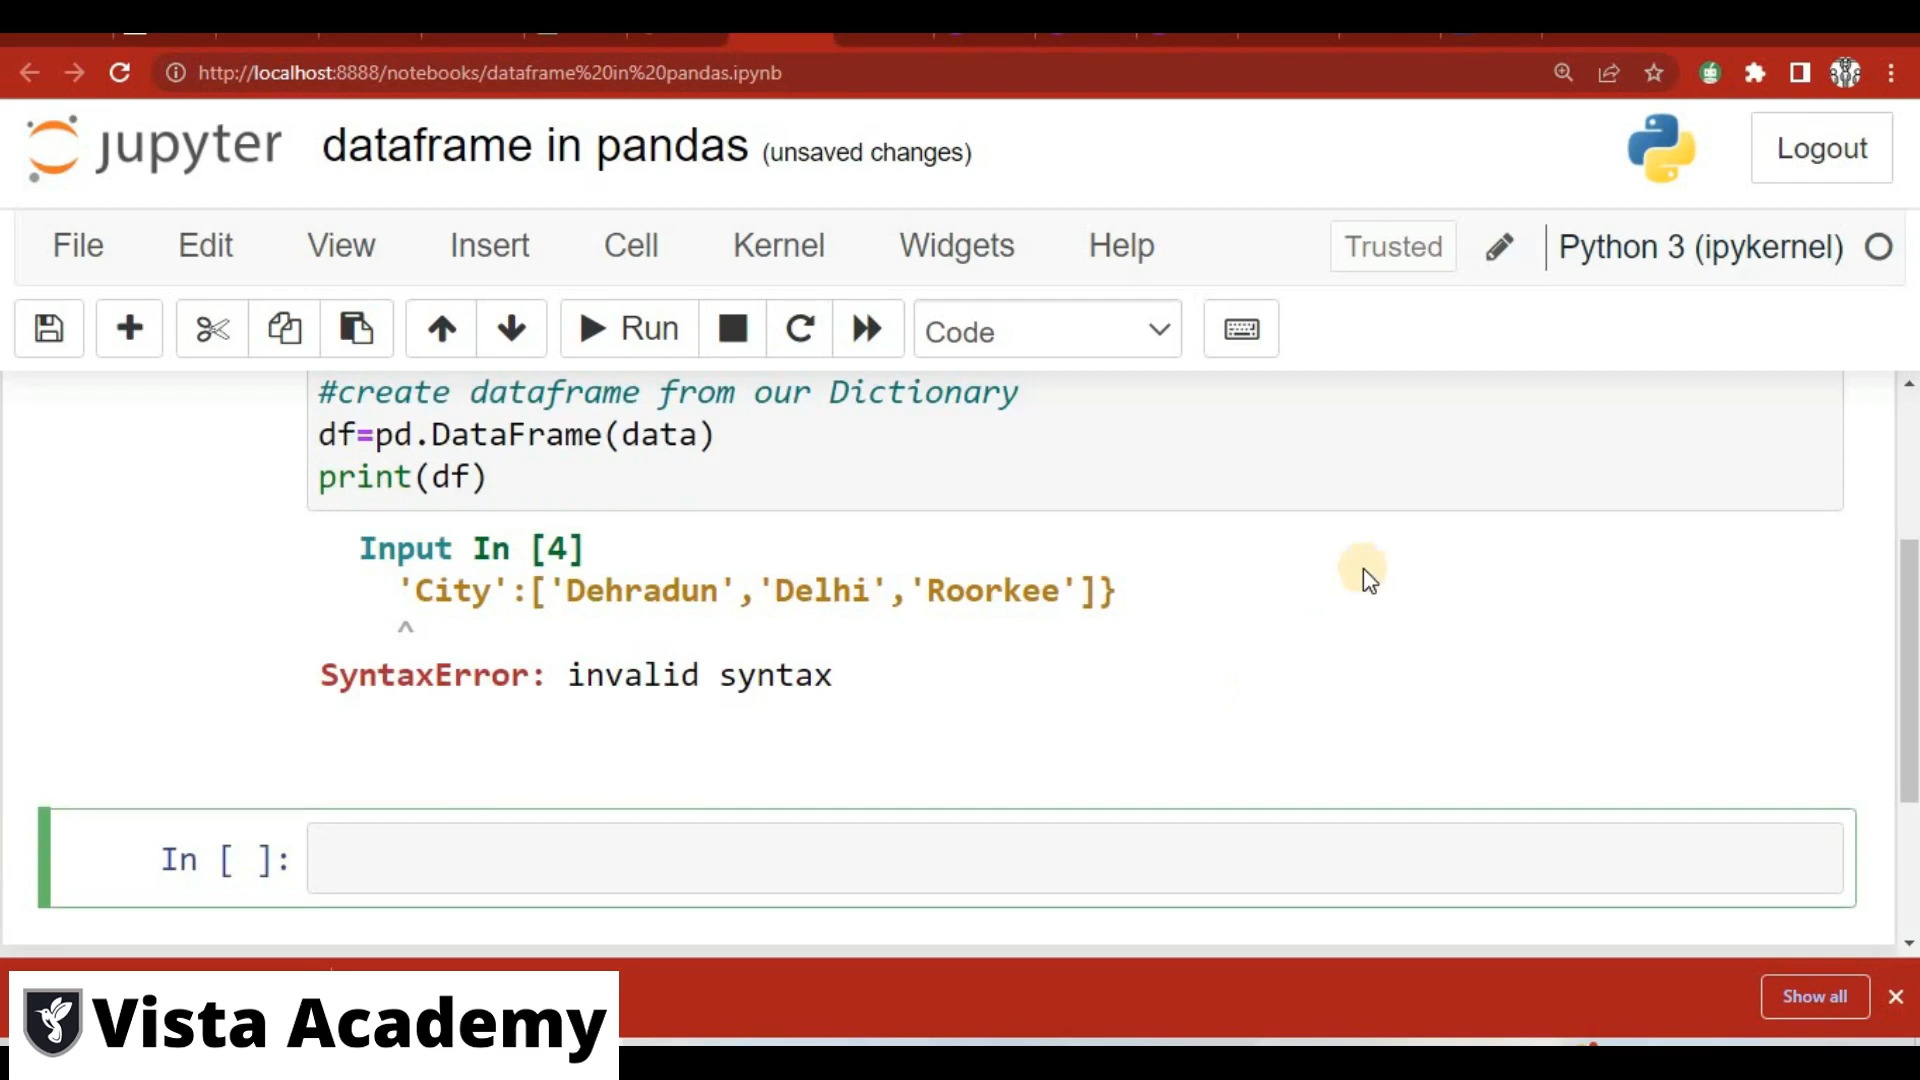 http://localhost:8888/notebooks/dataframe%20in%20pandas.ipynb
jupyter dataframe in pandas (unsaved changes)
Logout
File Edit View Insert Cell Kernel Widgets Help Trusted Python 3 (ipykernel)
Run Code
#create dataframe from our Dictionary
df=pd.DataFrame(data)
print(df)
Input In [4]
'City':['Dehradun','Delhi','Roorkee']}
^
SyntaxError: invalid syntax
In [ ]:
Show all
Vista Academy